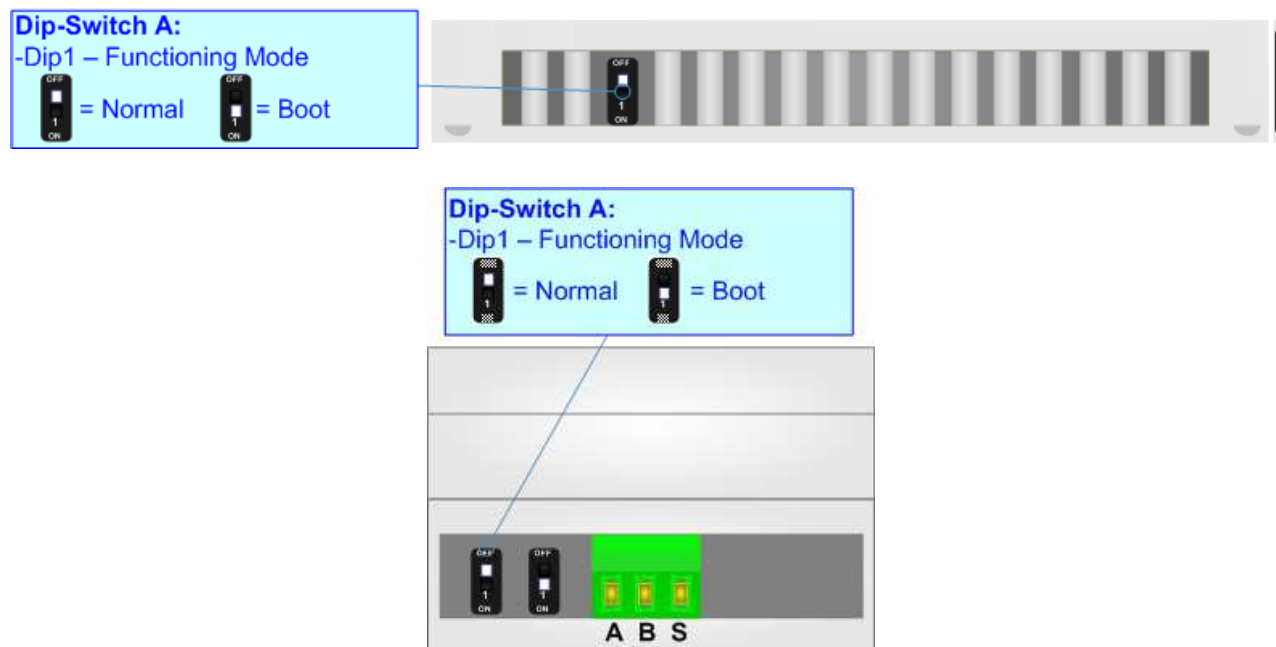 Dip-Switch A:
-Dip1 – Functioning Mode
OFF
1
ON
= Normal
OFF
1
ON
= Boot
OFF
1
ON
Dip-Switch A:
-Dip1 – Functioning Mode
1
= Normal
1
= Boot
OFF
1
ON
OFF
1
ON
A B S